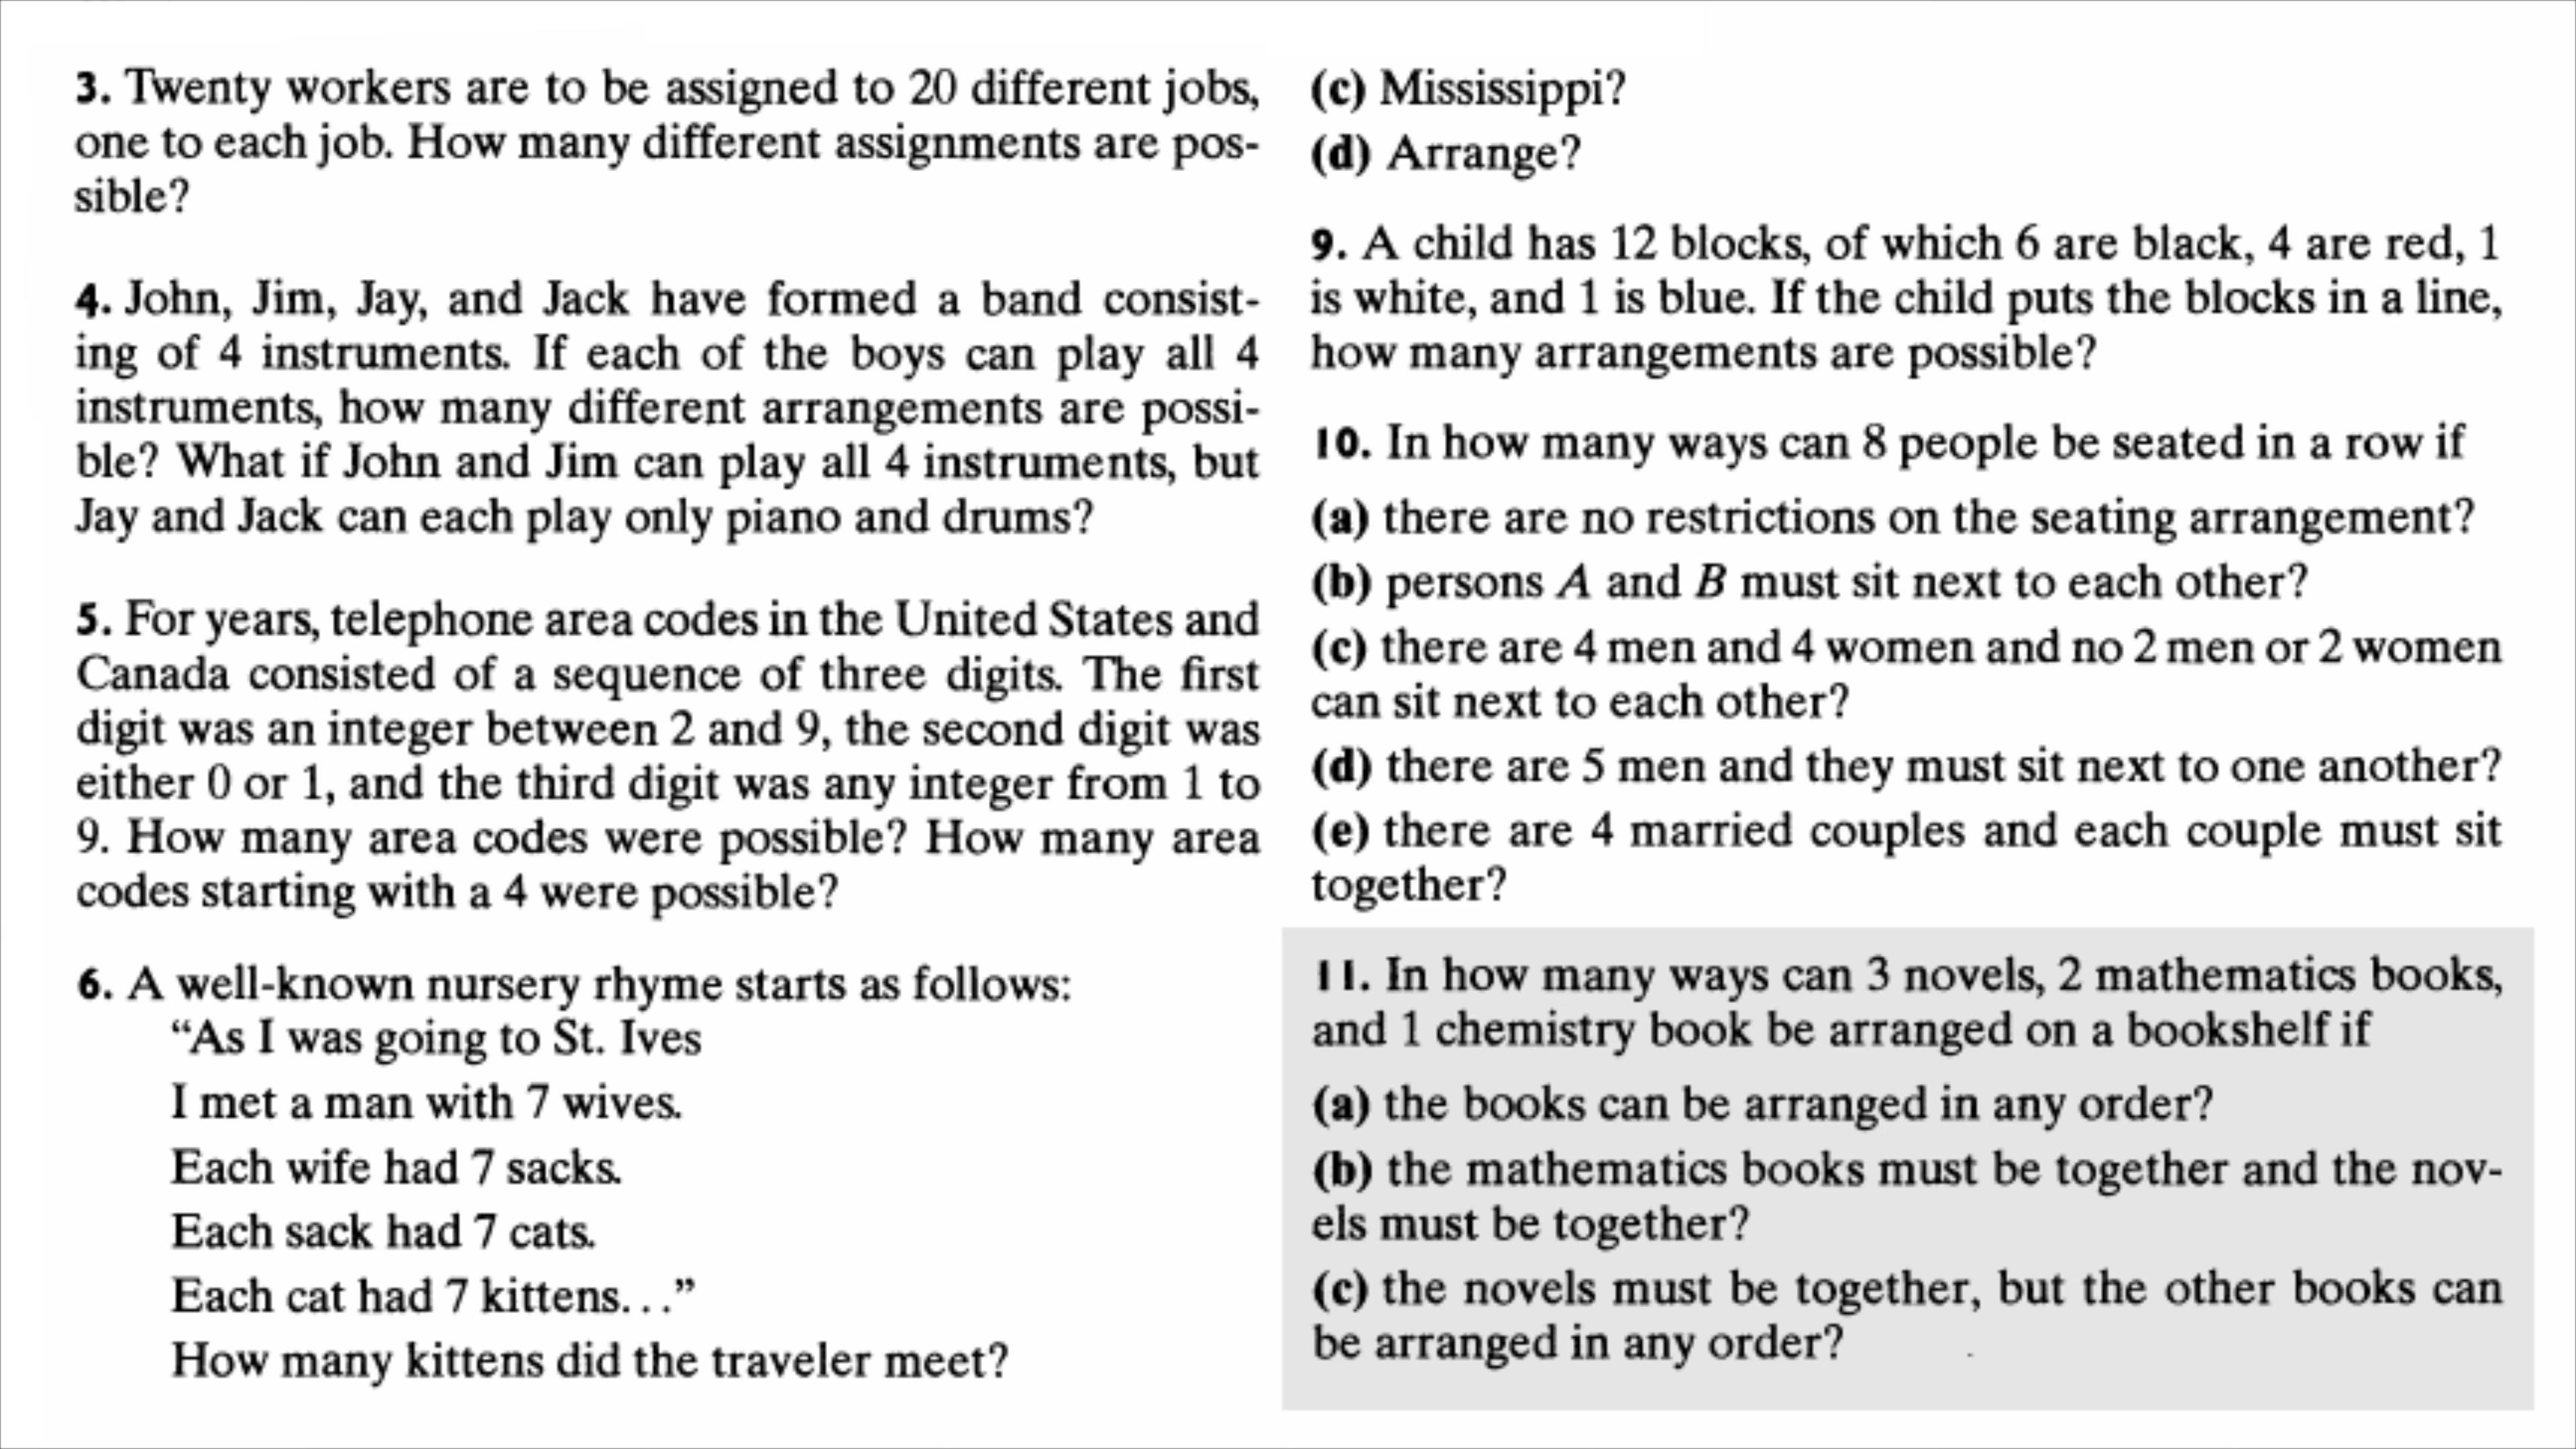 3. Twenty workers are to be assigned to 20 different jobs,
one to each job. How many different assignments are pos-
sible?
4. John, Jim, Jay, and Jack have formed a band consist-
ing of 4 instruments. If each of the boys can play all 4
instruments, how many different arrangements are possi-
ble? What if John and Jim can play all 4 instruments, but
Jay and Jack can each play only piano and drums?
5. For years, telephone area codes in the United States and
Canada consisted of a sequence of three digits. The first
digit was an integer between 2 and 9, the second digit was
either 0 or 1, and the third digit was any integer from 1 to
9. How many area codes were possible? How many area
codes starting with a 4 were possible?
6. A well-known nursery rhyme starts as follows:
“As I was going to St. Ives
I met a man with 7 wives.
Each wife had 7 sacks.
Each sack had 7 cats.
Each cat had 7 kittens...”
How many kittens did the traveler meet?
(c) Mississippi?
(d) Arrange?
9. A child has 12 blocks, of which 6 are black, 4 are red, 1
is white, and 1 is blue. If the child puts the blocks in a line,
how many arrangements are possible?
10. In how many ways can 8 people be seated in a row if
(a) there are no restrictions on the seating arrangement?
(b) persons A and B must sit next to each other?
(c) there are 4 men and 4 women and no 2 men or 2 women
can sit next to each other?
(d) there are 5 men and they must sit next to one another?
(e) there are 4 married couples and each couple must sit
together?
11. In how many ways can 3 novels, 2 mathematics books,
and 1 chemistry book be arranged on a bookshelf if
(a) the books can be arranged in any order?
(b) the mathematics books must be together and the nov-
els must be together?
(c) the novels must be together, but the other books can
be arranged in any order?